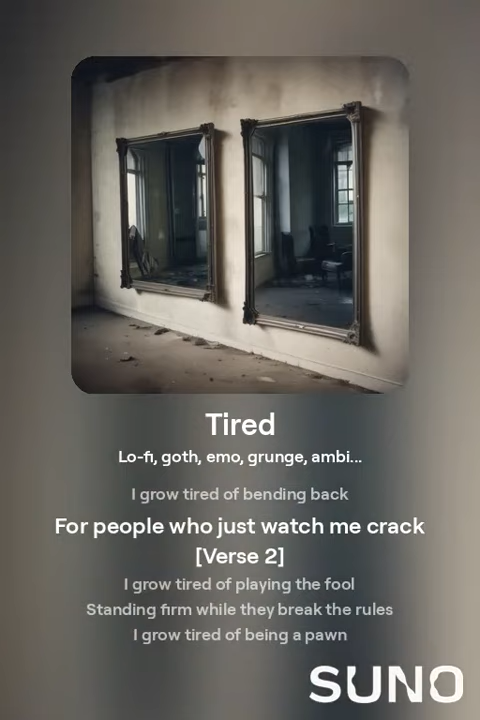 Tired
Lo-fi, goth, emo, grunge, ambi...
I grow tired of bending back
For people who just watch me crack
[Verse 2]
I grow tired of playing the fool
Standing firm while they break the rules
I grow tired of being a pawn
SUNO